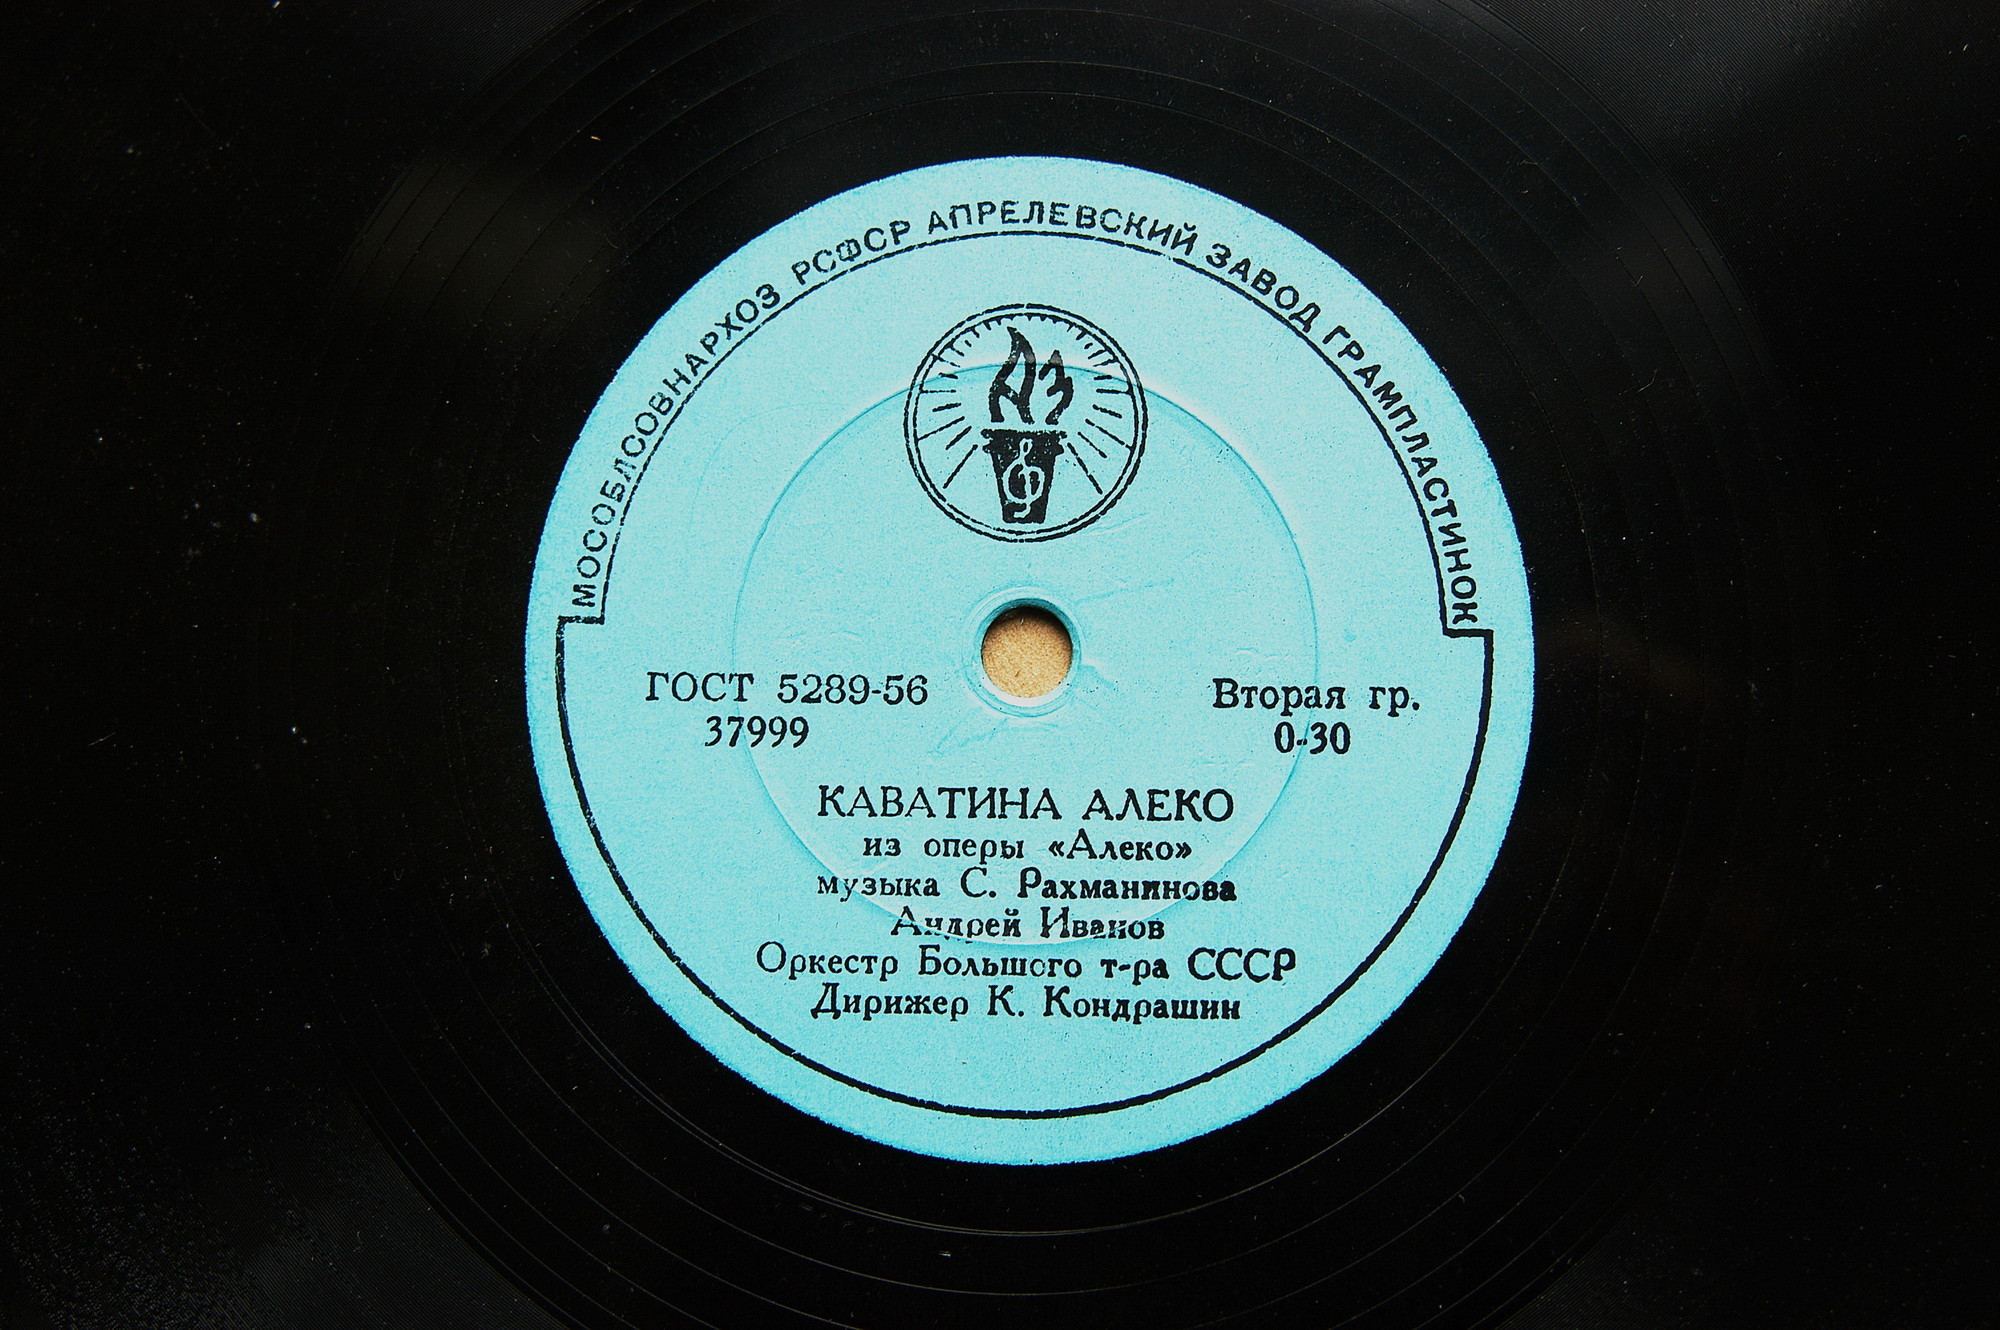 МОСОБЛСОВНАРХОЗ РСФСР АПРЕЛЕВСКИЙ ЗАВОД ГРАМПЛАСТИНОК
АЗ
ГОСТ 5289-56
37999
Вторая гр.
0-30
КАВАТИНА АЛЕКО
из оперы «Алеко»
музыка С. Рахманинова
Андрей Иванов
Оркестр Большого т-ра СССР
Дирижер К. Кондрашин